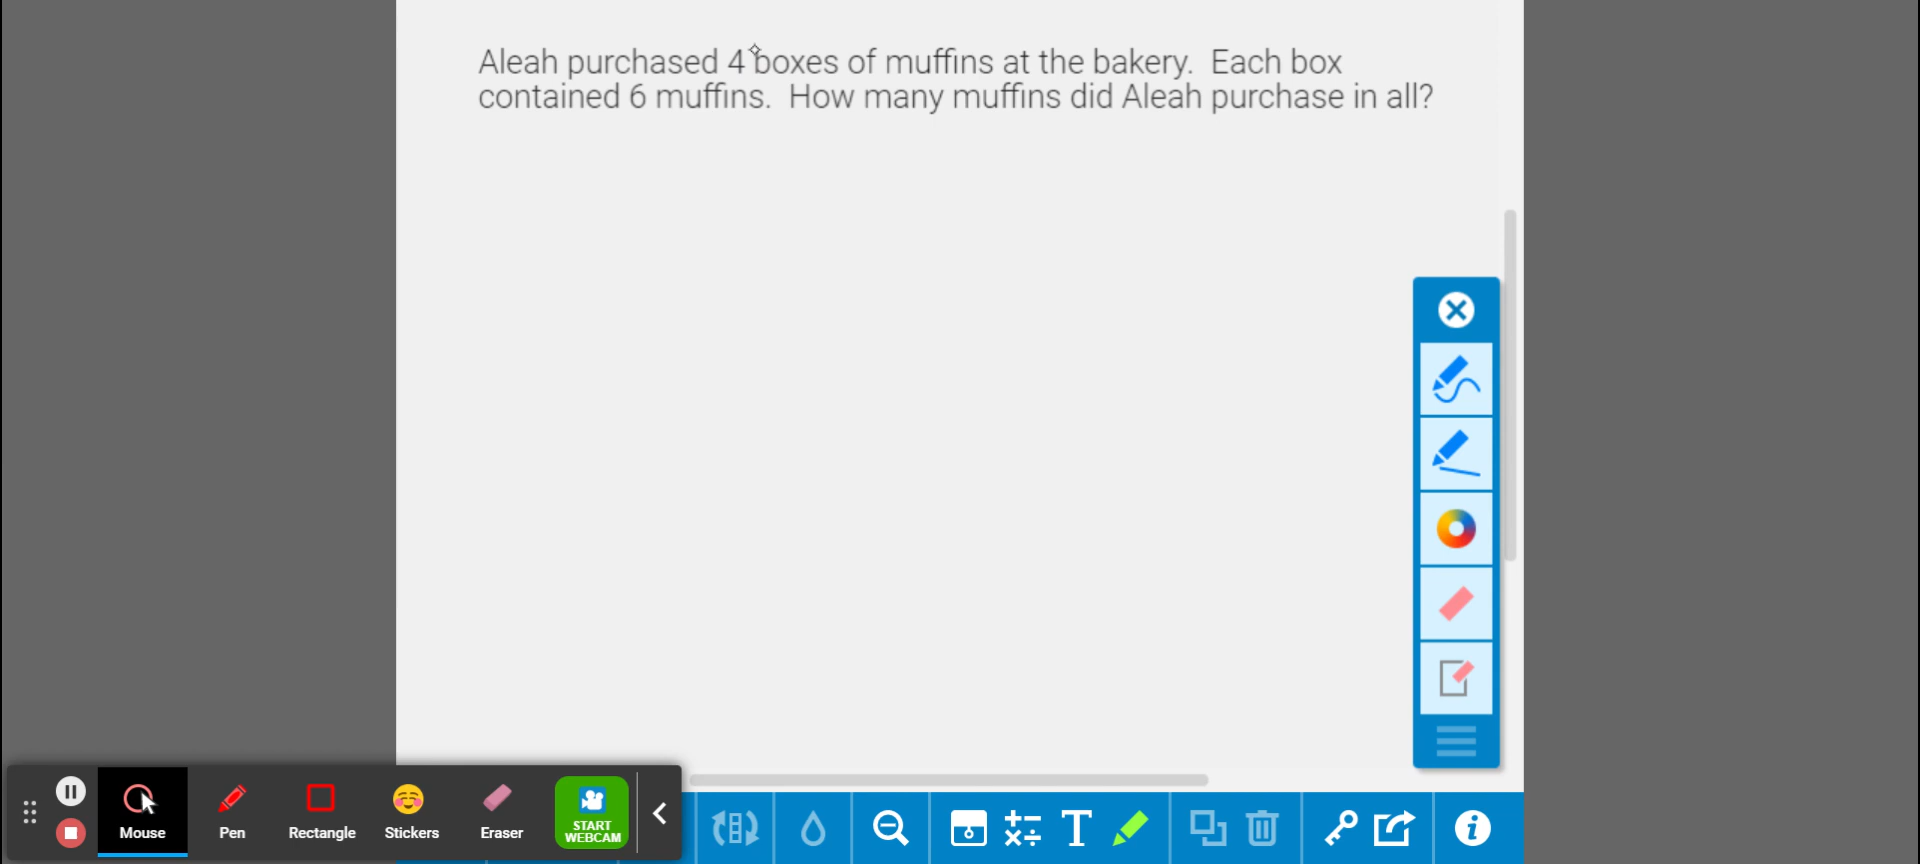 Aleah purchased 4 boxes of muffins at the bakery.  Each box
contained 6 muffins.  How many muffins did Aleah purchase in all?
Mouse
Pen
Rectangle
Stickers
Eraser
START
WEBCAM